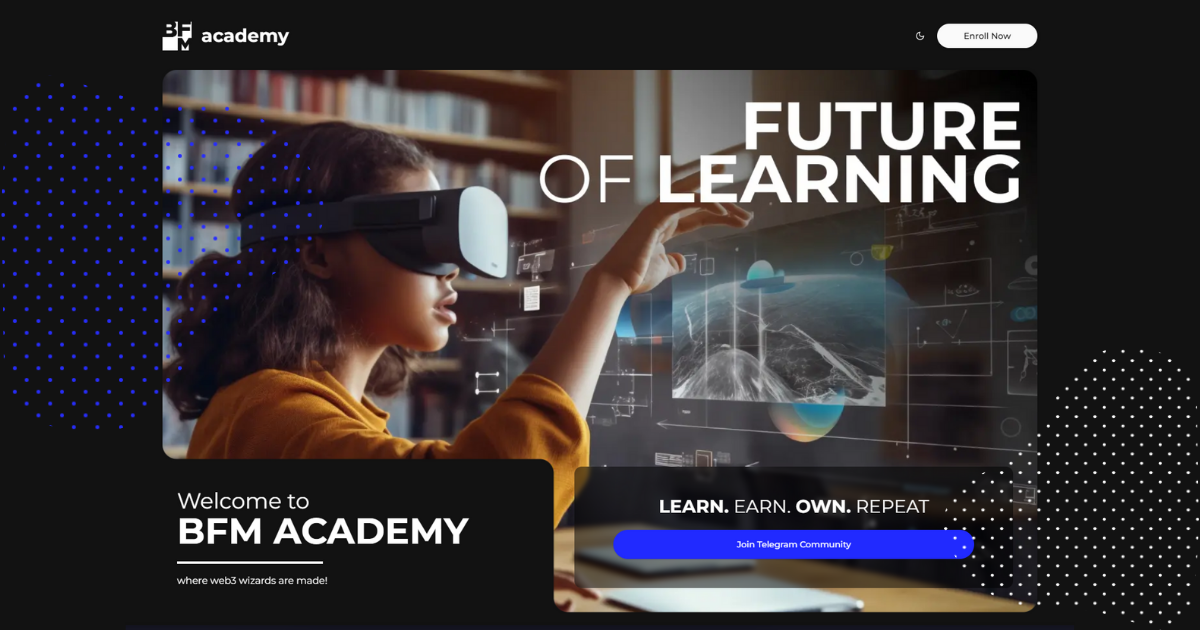 BFM academy
Enroll Now
FUTURE
OF LEARNING
Welcome to
BFM ACADEMY
where web3 wizards are made!
LEARN. EARN. OWN. REPEAT
Join Telegram Community